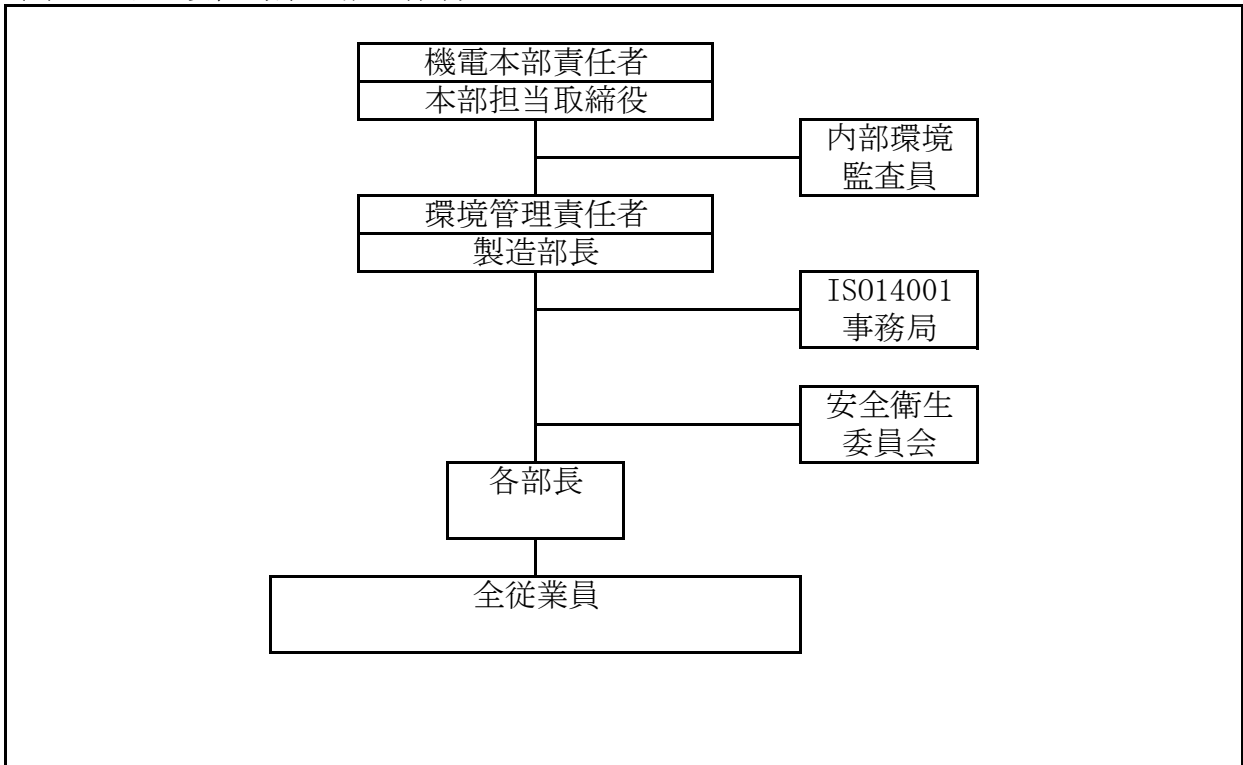 機電本部責任者
本部担当取締役
内部環境
監査員
環境管理責任者
製造部長
ISO14001
事務局
安全衛生
委員会
各部長
全従業員